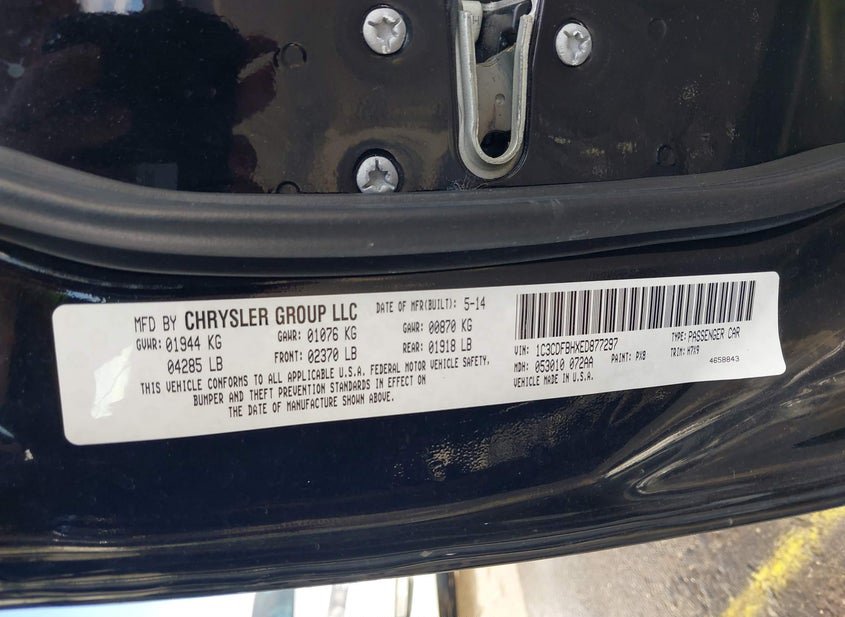 MFD BY CHRYSLER GROUP LLC
DATE OF MFR(BUILT): 5-14
GVWR: 01944 KG
GAWR: 01076 KG
GAWR: 00870 KG
04285 LB
FRONT: 02370 LB
REAR: 01918 LB
THIS VEHICLE CONFORMS TO ALL APPLICABLE U.S.A. FEDERAL MOTOR VEHICLE SAFETY,
BUMPER AND THEFT PREVENTION STANDARDS IN EFFECT ON
THE DATE OF MANUFACTURE SHOWN ABOVE.
VIN: 1C3CDFBHXED877297
TYPE: PASSENGER CAR
MDH: 053010 072AA
PAINT: PX8
TRIM: H7X9
VEHICLE MADE IN U.S.A.
4658843